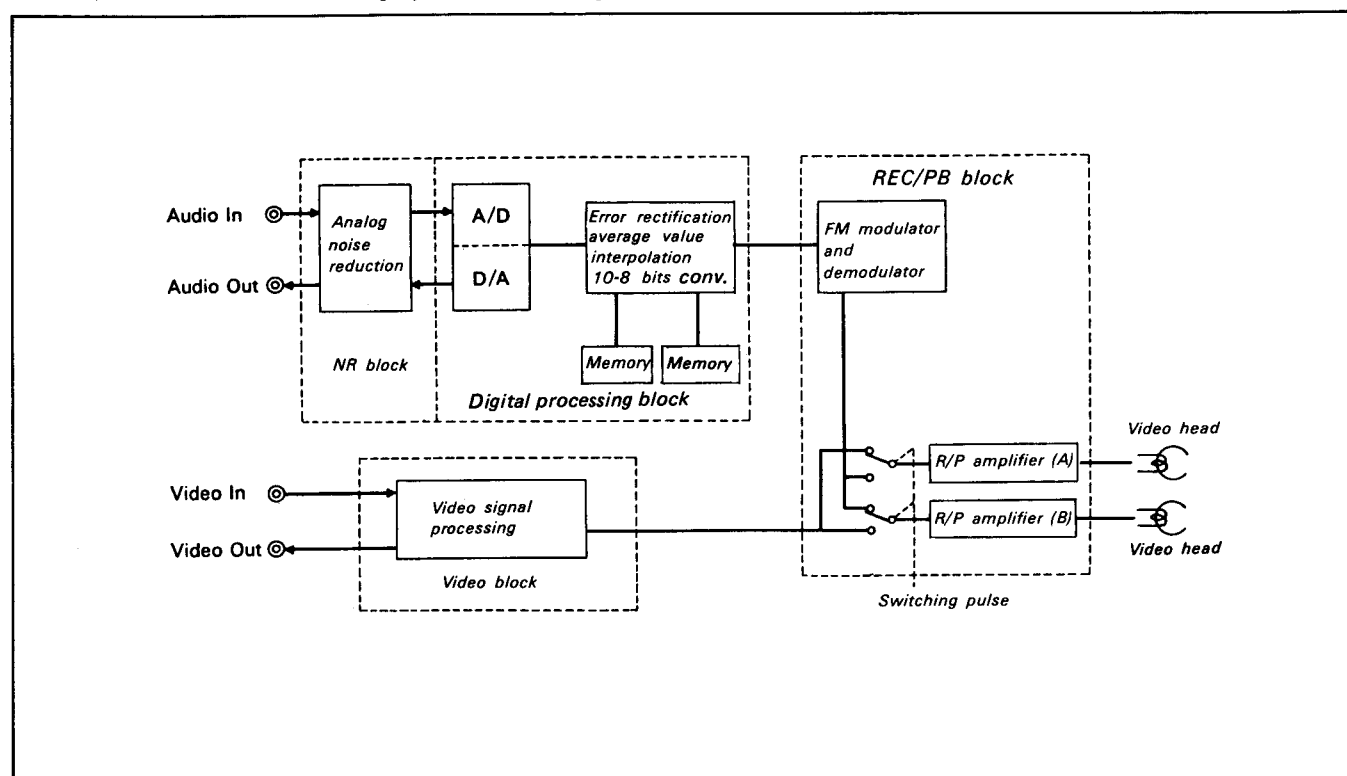 REC/PB block
Audio In
Analog
noise
reduction
A/D
D/A
Error rectification
average value
interpolation
10-8 bits conv.
FM modulator
and
demodulator
Audio Out
NR block
Memory
Memory
Digital processing block
Video head
R/P amplifier (A)
Video In
Video signal
processing
R/P amplifier (B)
Video Out
Video head
Video block
Switching pulse